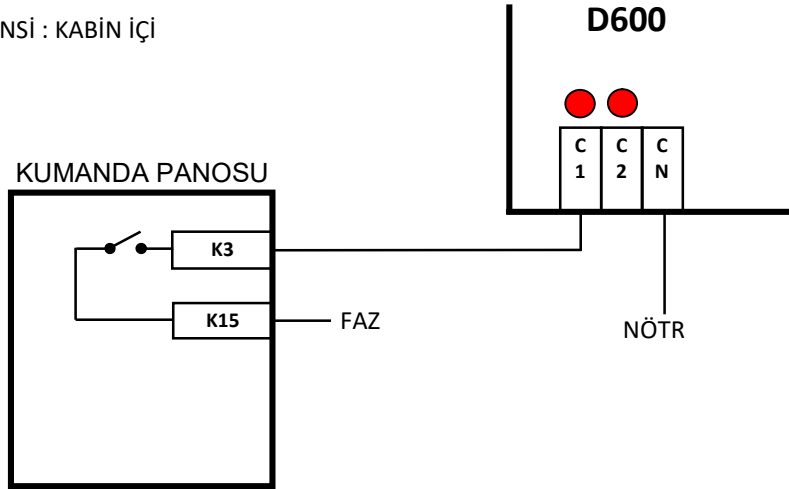 NSİ : KABİN İÇİ
D600
C 1
C 2
C N
KUMANDA PANOSU
K3
K15
FAZ
NÖTR